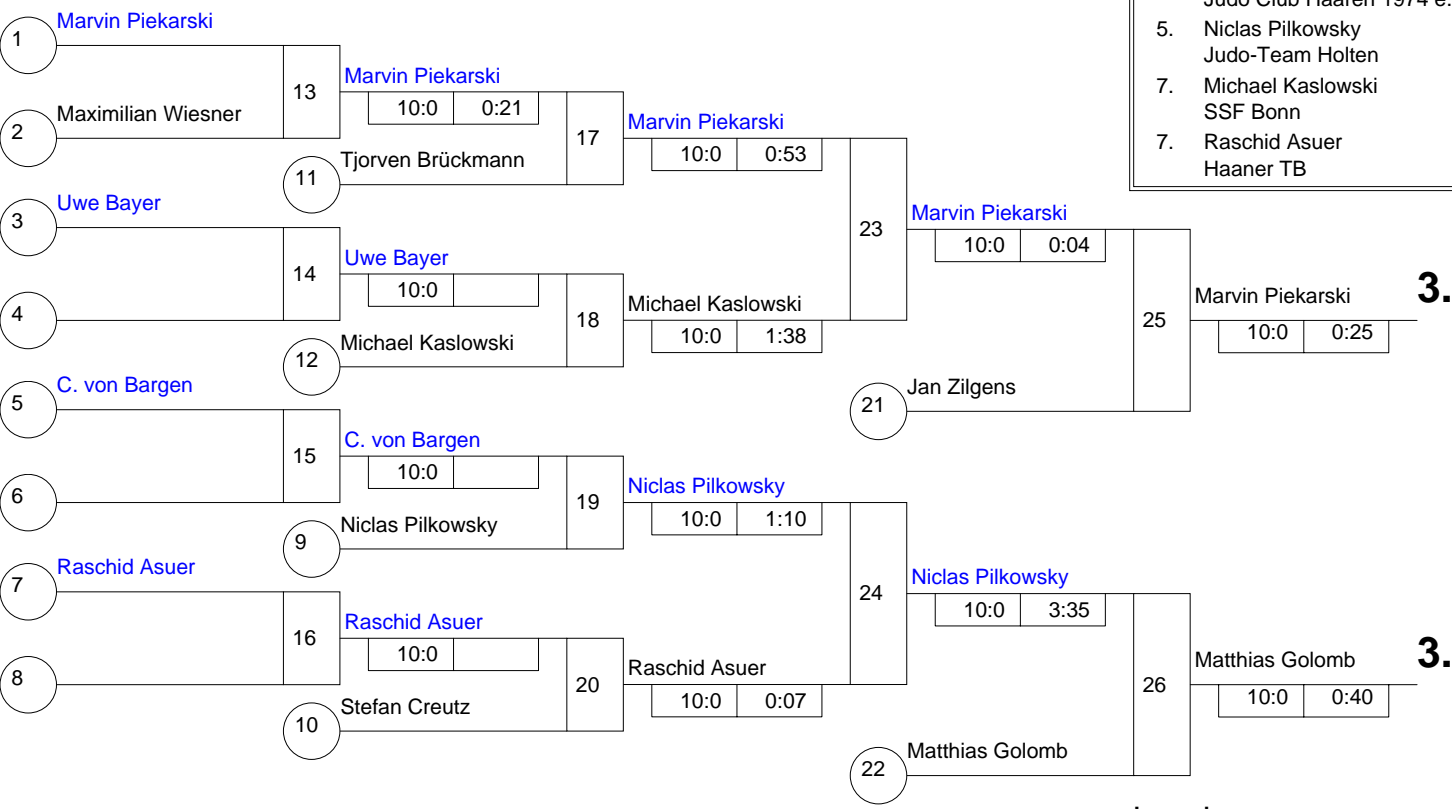 Judo Club Haaren 1974 e.
5. Niclas Pilkowsky
Judo-Team Holten
7. Michael Kaslowski
SSF Bonn
7. Raschid Asuer
Haaner TB
1 Marvin Piekarski
2 Maximilian Wiesner
13
Marvin Piekarski
10:0 0:21
11 Tjorven Brückmann
17
Marvin Piekarski
10:0 0:53
3 Uwe Bayer
4
14
Uwe Bayer
10:0
12 Michael Kaslowski
18
Michael Kaslowski
10:0 1:38
23
Marvin Piekarski
10:0 0:04
21 Jan Zilgens
25
Marvin Piekarski 3.
10:0 0:25
5 C. von Bargen
6
15
C. von Bargen
10:0
9 Niclas Pilkowsky
19
Niclas Pilkowsky
10:0 1:10
7 Raschid Asuer
8
16
Raschid Asuer
10:0
10 Stefan Creutz
20
Raschid Asuer
10:0 0:07
24
Niclas Pilkowsky
10:0 3:35
22 Matthias Golomb
26
Matthias Golomb 3.
10:0 0:40